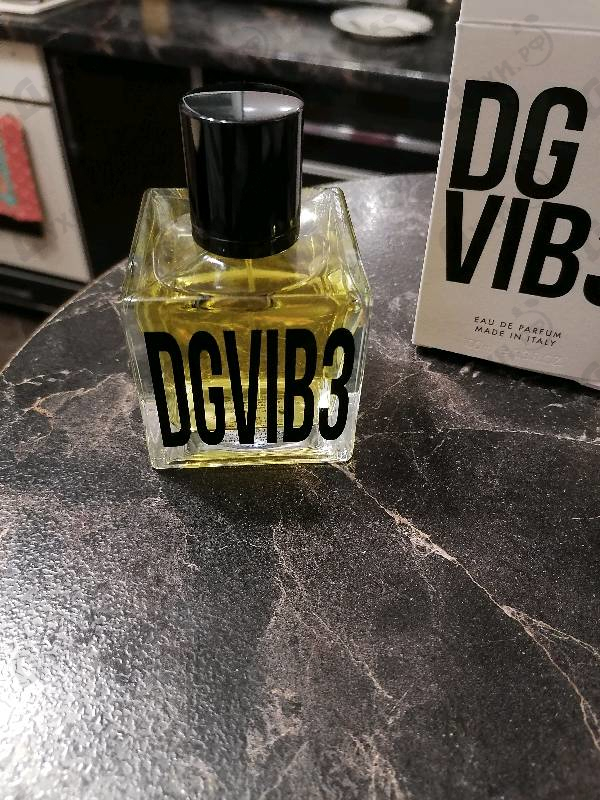 DGVIB3
DG
VIB3
EAU DE PARFUM
MADE IN ITALY